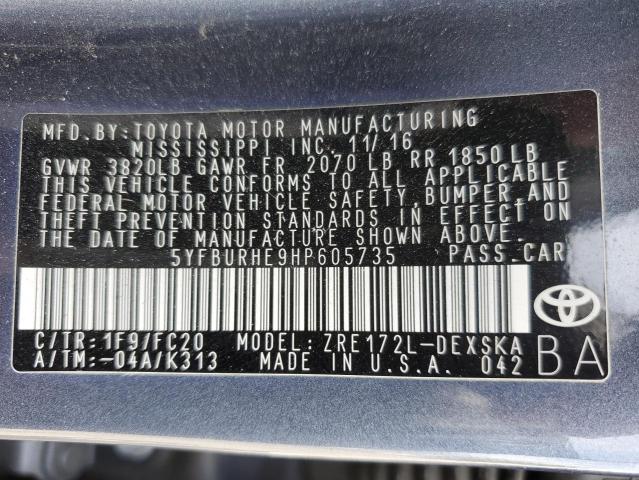 MFD. BY: TOYOTA MOTOR MANUFACTURING
MISSISSIPPI INC. 11/16
GVWR 3820LB GAWR FR 2070 LB RR 1850 LB
THIS VEHICLE CONFORMS TO ALL APPLICABLE
FEDERAL MOTOR VEHICLE SAFETY, BUMPER, AND
THEFT PREVENTION STANDARDS IN EFFECT ON
THE DATE OF MANUFACTURE SHOWN ABOVE.
5YFBURHE9HP605735 PASS. CAR
C/TR: 1F9/FC20 MODEL: ZRE172L-DEXSKA
A/TM: -04A/K313 MADE IN U.S.A. 042
BA